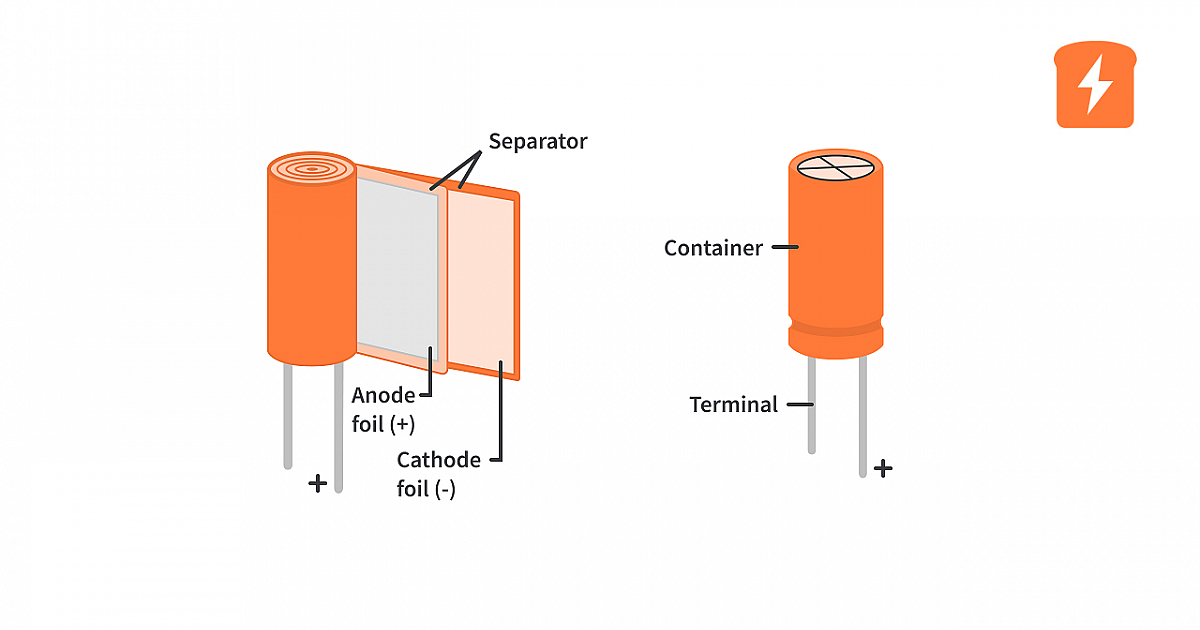 Separator
Anode
foil (+)
+
Cathode
foil (-)
Container
Terminal
+